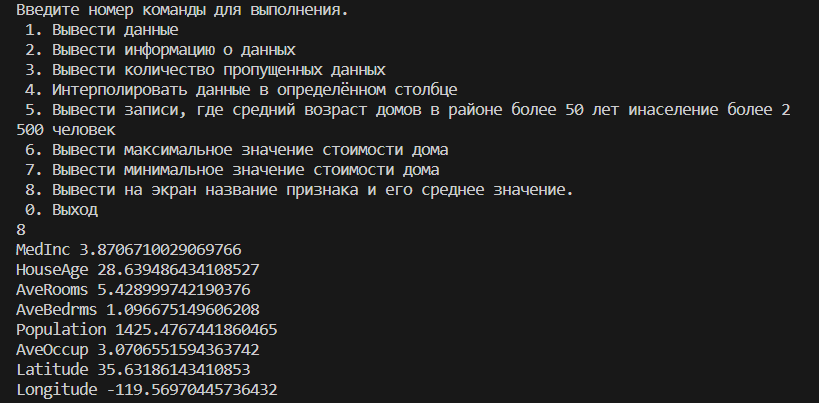 Введите номер команды для выполнения.
1. Вывести данные
2. Вывести информацию о данных
3. Вывести количество пропущенных данных
4. Интерполировать данные в определённом столбце
5. Вывести записи, где средний возраст домов в районе более 50 лет инаселение более 2
500 человек
6. Вывести максимальное значение стоимости дома
7. Вывести минимальное значение стоимости дома
8. Вывести на экран название признака и его среднее значение.
0. Выход
8
MedInc 3.8706710029069766
HouseAge 28.639486434108527
AveRooms 5.428999742190376
AveBedrms 1.096675149606208
Population 1425.4767441860465
AveOccup 3.0706551594363742
Latitude 35.63186143410853
Longitude -119.56970445736432